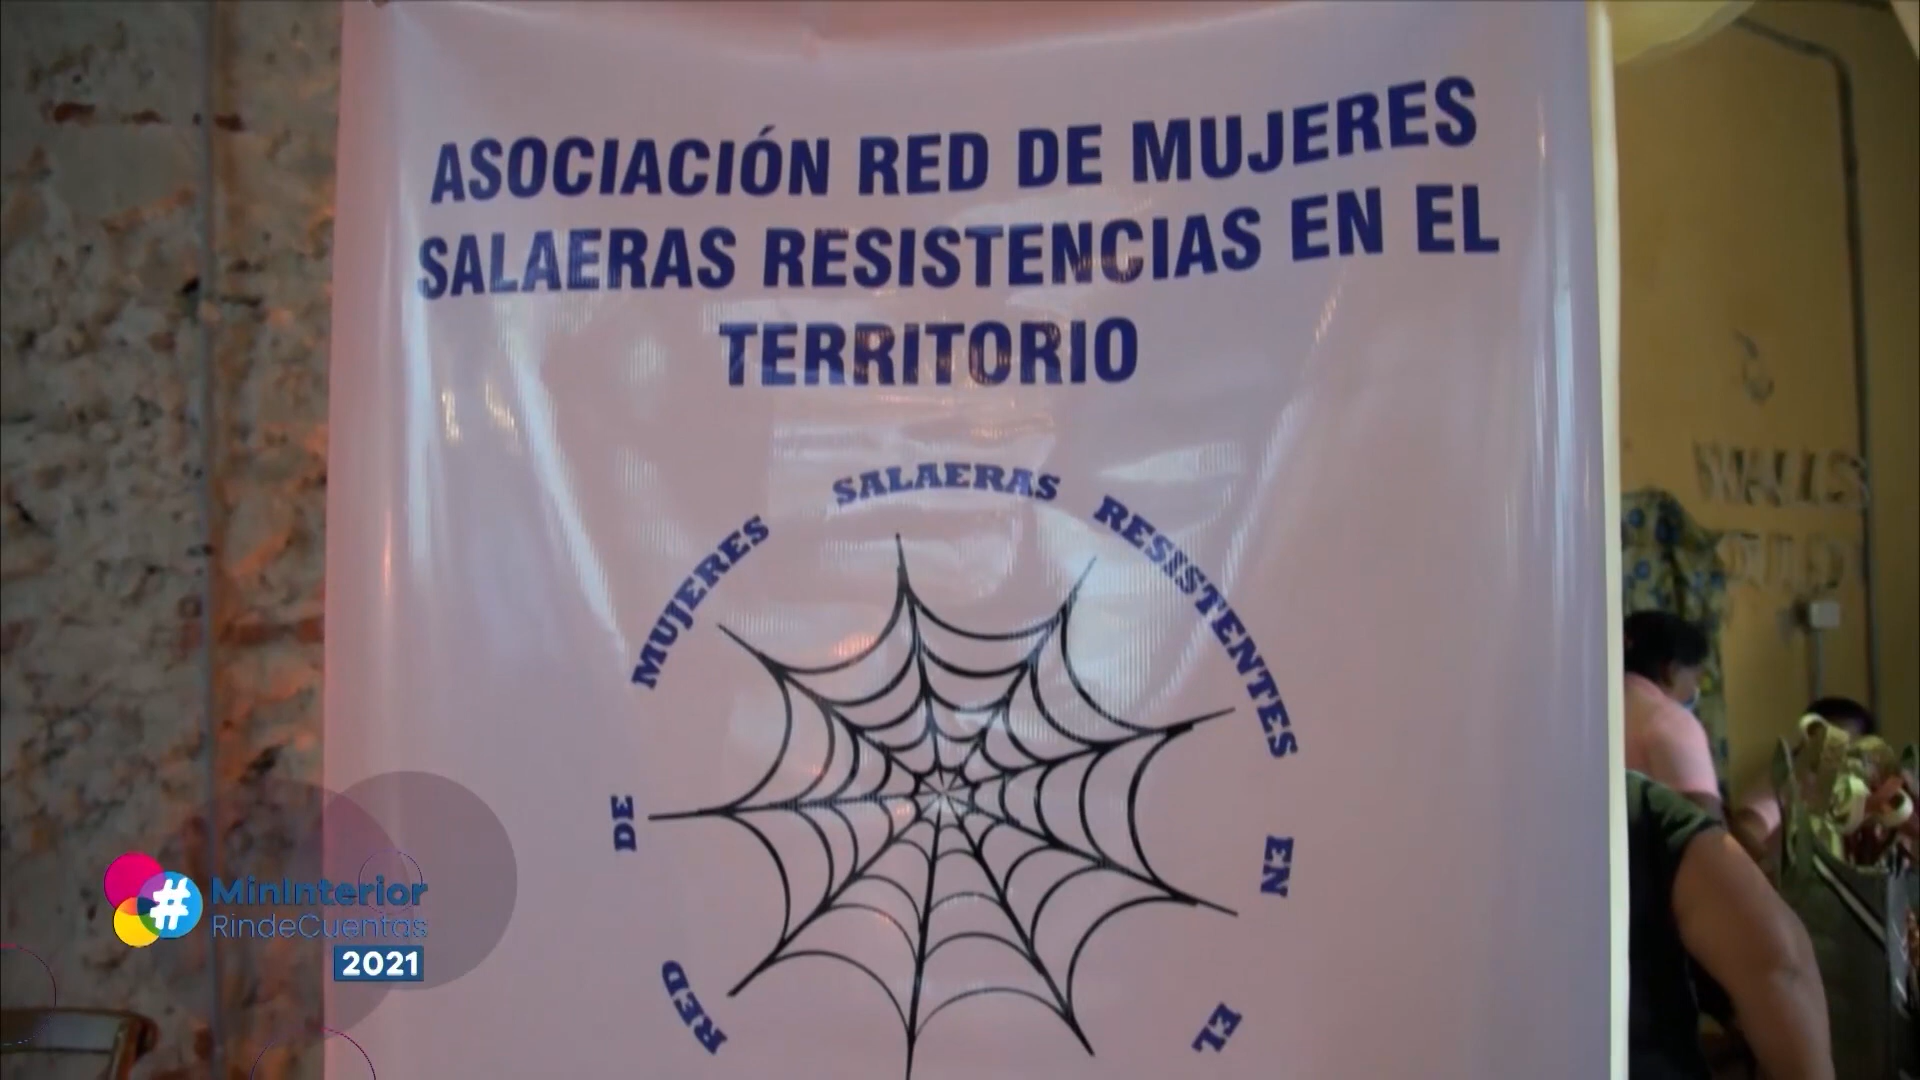 ASOCIACIÓN RED DE MUJERES
SALAERAS RESISTENCIAS EN EL
TERRITORIO
RED DE MUJERES SALAERAS RESISTENTES EN EL
#MinInterior
RindeCuentas
2021